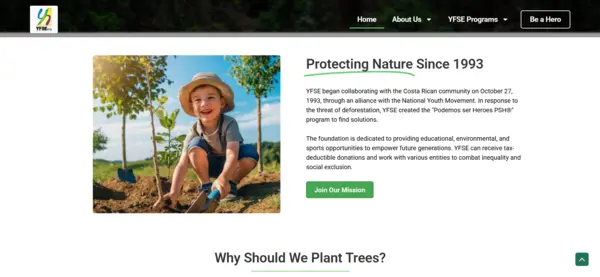 YFSE
Home
About Us
YFSE Programs
Be a Hero
Protecting Nature Since 1993
YFSE began collaborating with the Costa Rican community on October 27,
1993, through an alliance with the National Youth Movement. In response to
the threat of deforestation, YFSE created the "Podemos ser Heroes PSH®"
program to find solutions.
The foundation is dedicated to providing educational, environmental, and
sports opportunities to empower future generations. YFSE can receive tax-
deductible donations and work with various entities to combat inequality and
social exclusion.
Join Our Mission
Why Should We Plant Trees?